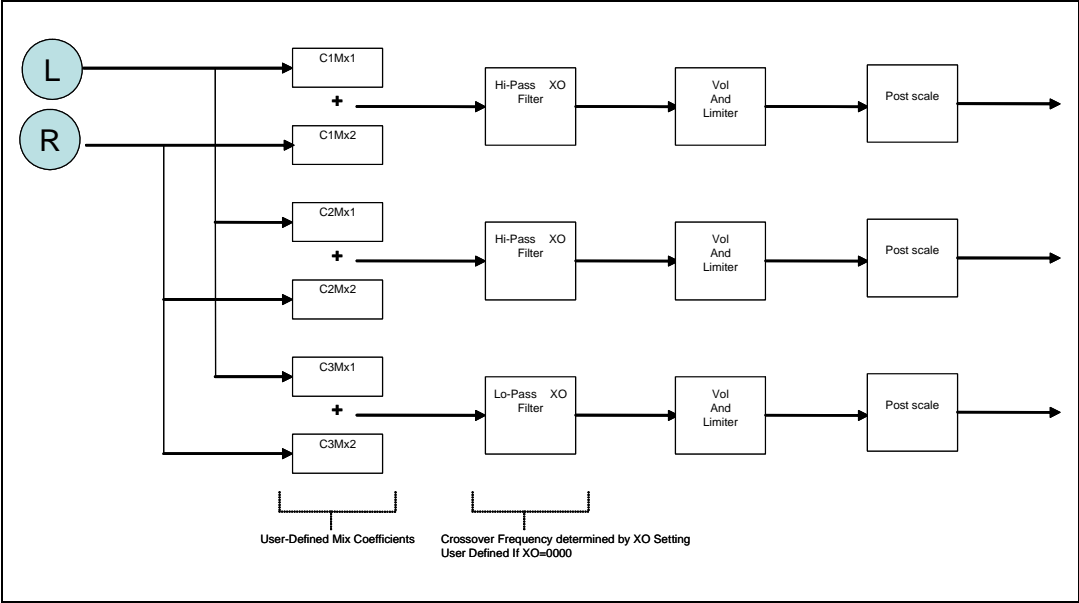 L
R
C1Mx1
+
C1Mx2
Hi-Pass XO
Filter
Vol
And
Limiter
Post scale
C2Mx1
+
C2Mx2
Hi-Pass XO
Filter
Vol
And
Limiter
Post scale
C3Mx1
+
C3Mx2
Lo-Pass XO
Filter
Vol
And
Limiter
Post scale
User-Defined Mix Coefficients
Crossover Frequency determined by XO Setting
User Defined If XO=0000